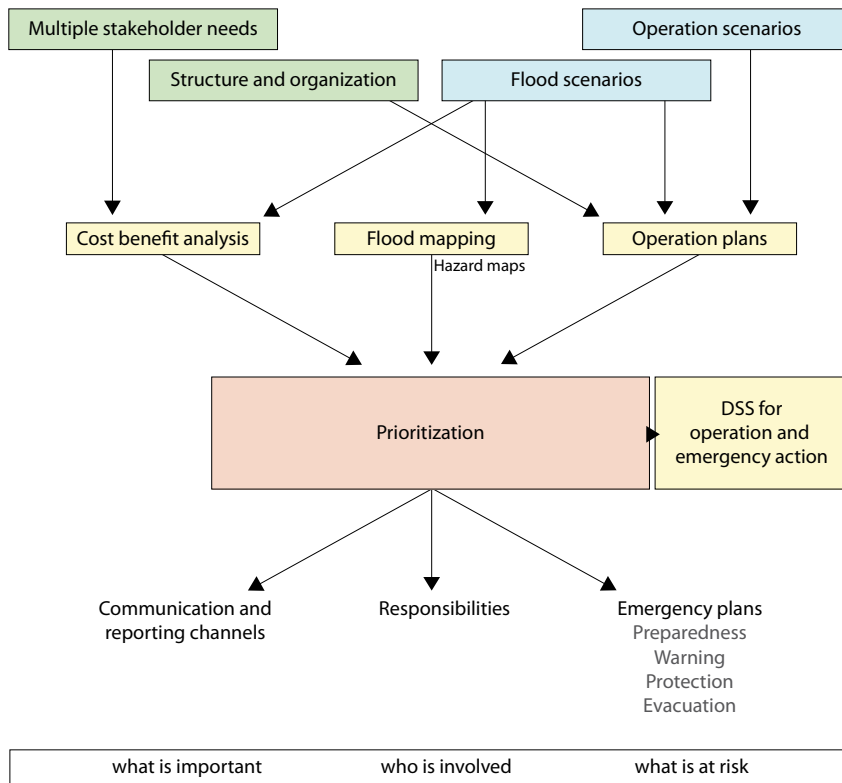 Multiple stakeholder needs
Operation scenarios
Structure and organization
Flood scenarios
Cost benefit analysis
Flood mapping
Operation plans
Hazard maps
Prioritization
DSS for
operation and
emergency action
Communication and
reporting channels
Responsibilities
Emergency plans
Preparedness
Warning
Protection
Evacuation
what is important
who is involved
what is at risk